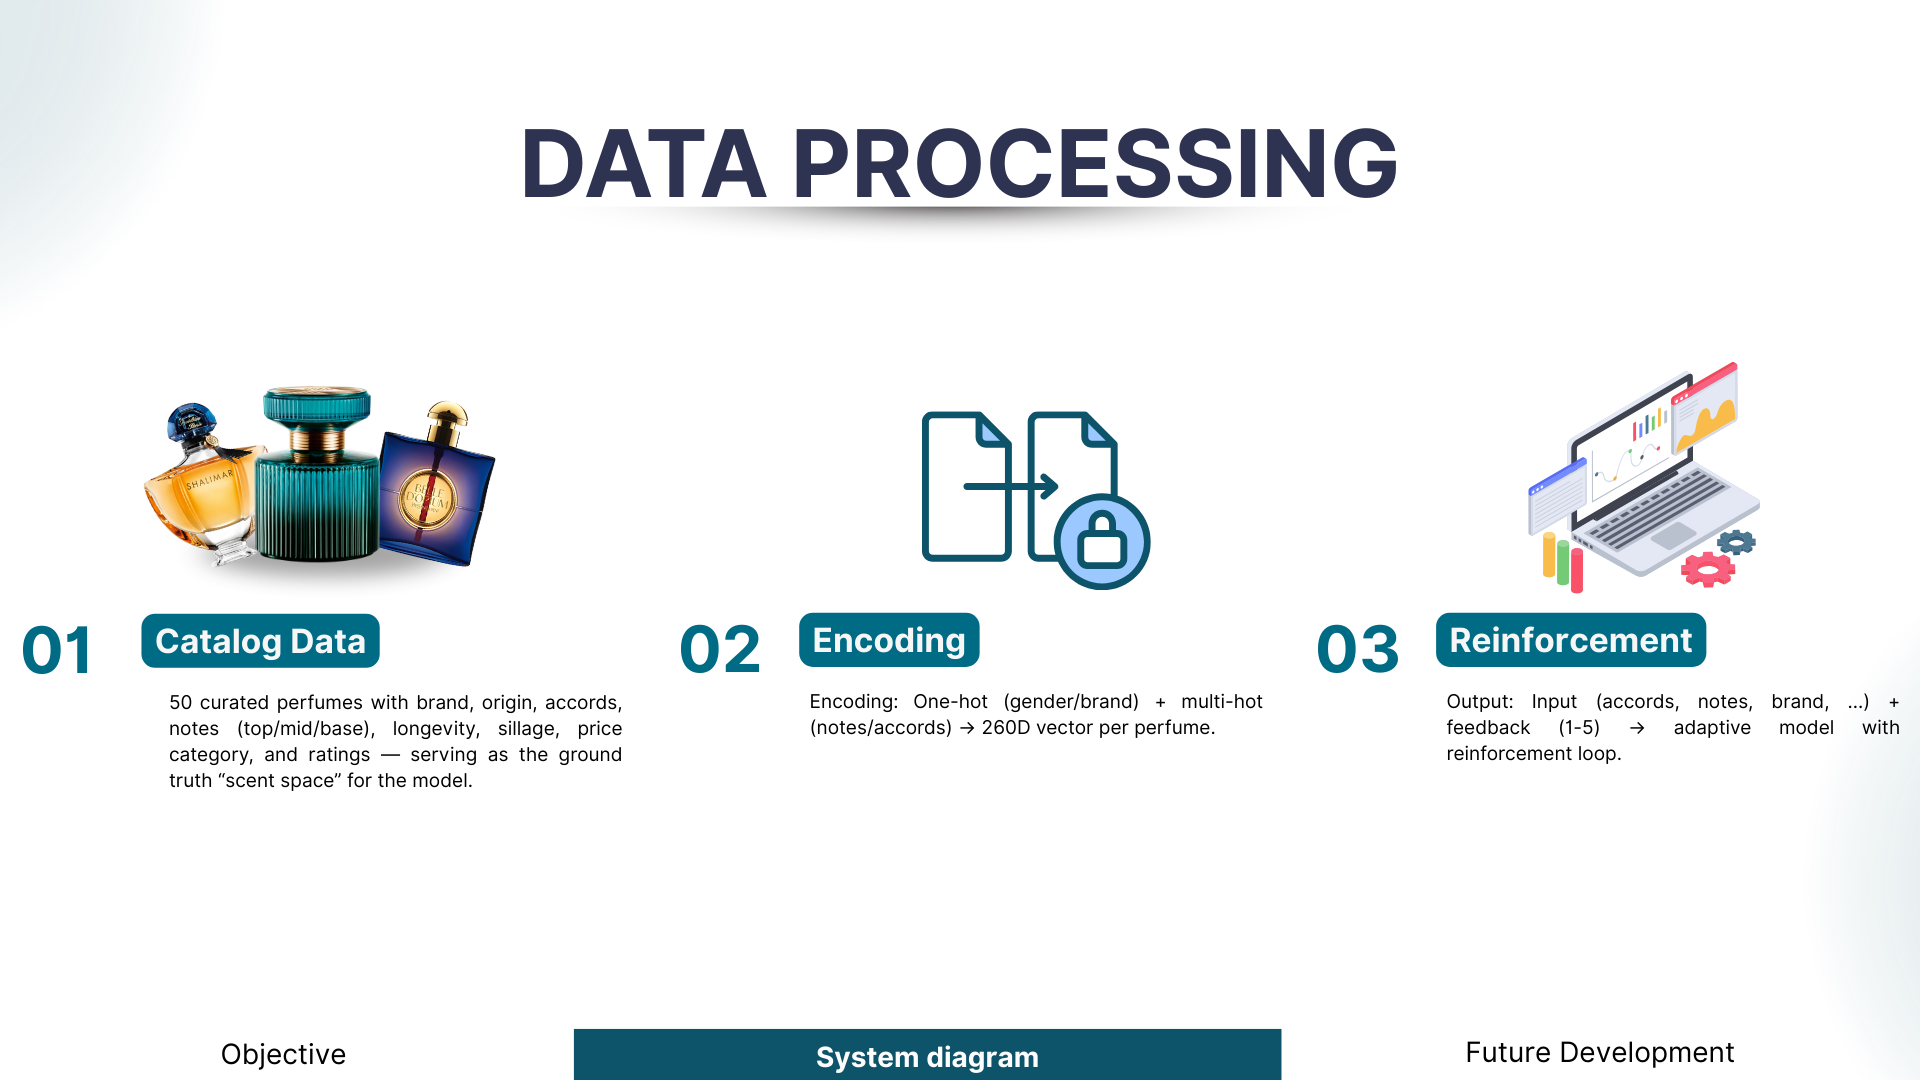 DATA PROCESSING
SHALIMAR
BELLE
D'OPIUM
01
Catalog Data
50 curated perfumes with brand, origin, accords,
notes (top/mid/base), longevity, sillage, price
category, and ratings — serving as the ground
truth “scent space” for the model.
02
Encoding
Encoding: One-hot (gender/brand) + multi-hot
(notes/accords) → 260D vector per perfume.
03
Reinforcement
Output: Input (accords, notes, brand, ...) +
feedback (1-5) → adaptive model with
reinforcement loop.
Objective
System diagram
Future Development